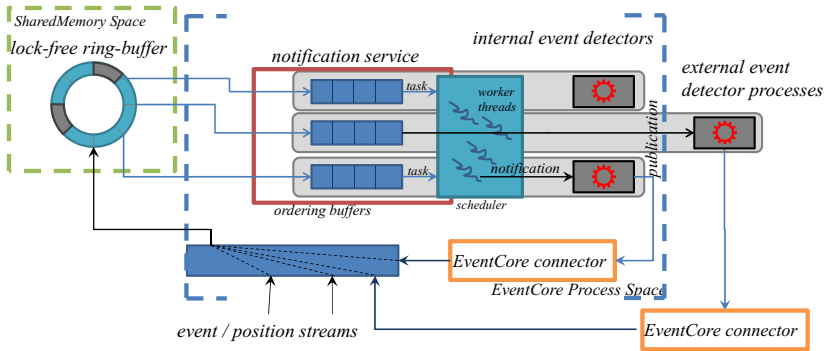 SharedMemory Space
lock-free ring-buffer
notification service
internal event detectors
external event
detector processes
task
worker
threads
publication
notification
task
ordering buffers
scheduler
EventCore connector
EventCore Process Space
event / position streams
EventCore connector